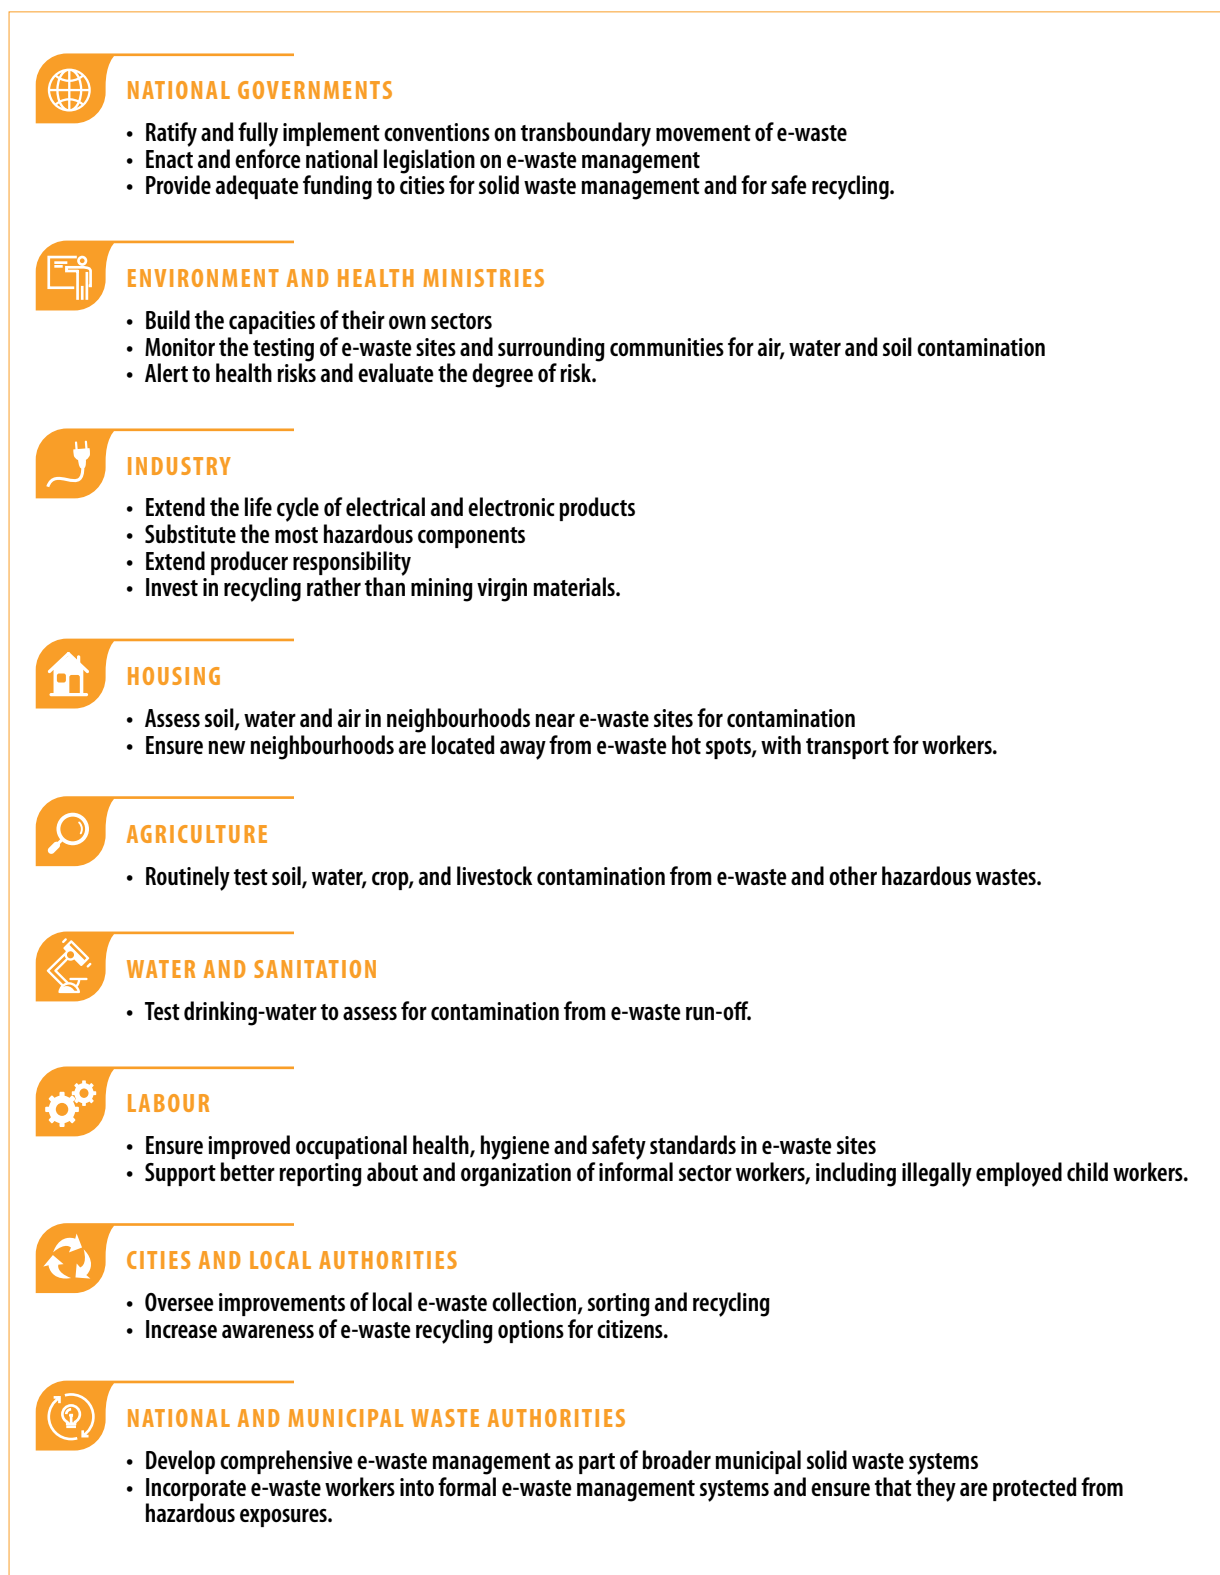 NATIONAL GOVERNMENTS
• Ratify and fully implement conventions on transboundary movement of e-waste
• Enact and enforce national legislation on e-waste management
• Provide adequate funding to cities for solid waste management and for safe recycling.
ENVIRONMENT AND HEALTH MINISTRIES
• Build the capacities of their own sectors
• Monitor the testing of e-waste sites and surrounding communities for air, water and soil contamination
• Alert to health risks and evaluate the degree of risk.
INDUSTRY
• Extend the life cycle of electrical and electronic products
• Substitute the most hazardous components
• Extend producer responsibility
• Invest in recycling rather than mining virgin materials.
HOUSING
• Assess soil, water and air in neighbourhoods near e-waste sites for contamination
• Ensure new neighbourhoods are located away from e-waste hot spots, with transport for workers.
AGRICULTURE
• Routinely test soil, water, crop, and livestock contamination from e-waste and other hazardous wastes.
WATER AND SANITATION
• Test drinking-water to assess for contamination from e-waste run-off.
LABOUR
• Ensure improved occupational health, hygiene and safety standards in e-waste sites
• Support better reporting about and organization of informal sector workers, including illegally employed child workers.
CITIES AND LOCAL AUTHORITIES
• Oversee improvements of local e-waste collection, sorting and recycling
• Increase awareness of e-waste recycling options for citizens.
NATIONAL AND MUNICIPAL WASTE AUTHORITIES
• Develop comprehensive e-waste management as part of broader municipal solid waste systems
• Incorporate e-waste workers into formal e-waste management systems and ensure that they are protected from
hazardous exposures.